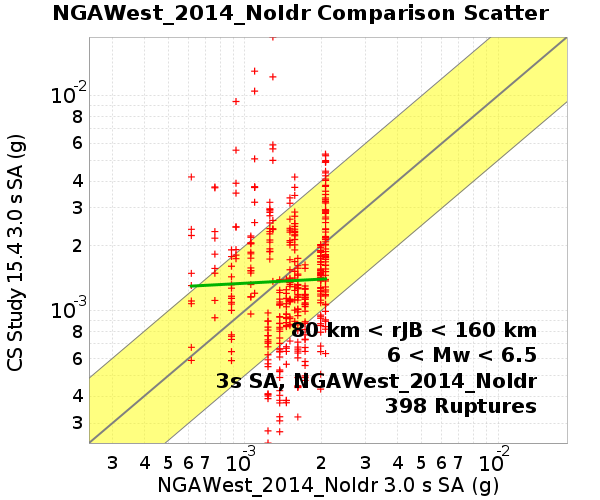 NGAWest_2014_NoIdr Comparison Scatter
CS Study 15.4 3.0 s SA (g)
10⁻²
8
6
4
3
2
10⁻³
8
6
4
3
80 km < rJB < 160 km
6 < Mw < 6.5
3s SA, NGAWest_2014_NoIdr
398 Ruptures
3 4 5 6 7 10⁻³ 2 3 4 5 6 7 10⁻²
NGAWest_2014_NoIdr 3.0 s SA (g)